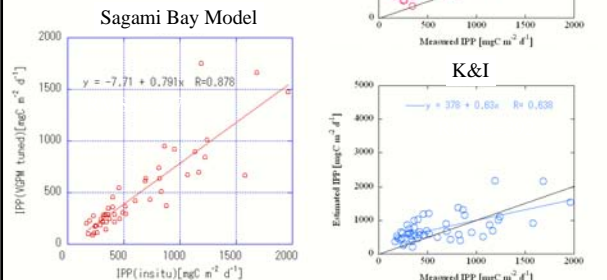 Sagami Bay Model
2000
1500
1000
500
0
y = -7.71 + 0.791x R=0.878
IPP(VGPM tuned)[mgC m⁻² d⁻¹]
0 500 1000 1500 2000
IPP(insitu)[mgC m⁻² d⁻¹]
0
0 500 1000 1500 2000
Measured IPP [mgC m⁻² d⁻¹]
K&I
5000
4000
3000
2000
1000
0
y = 378 + 0.63x R= 0.638
Estimated IPP [mgC m⁻² d⁻¹]
0 500 1000 1500 2000
Measured IPP [mgC m⁻² d⁻¹]